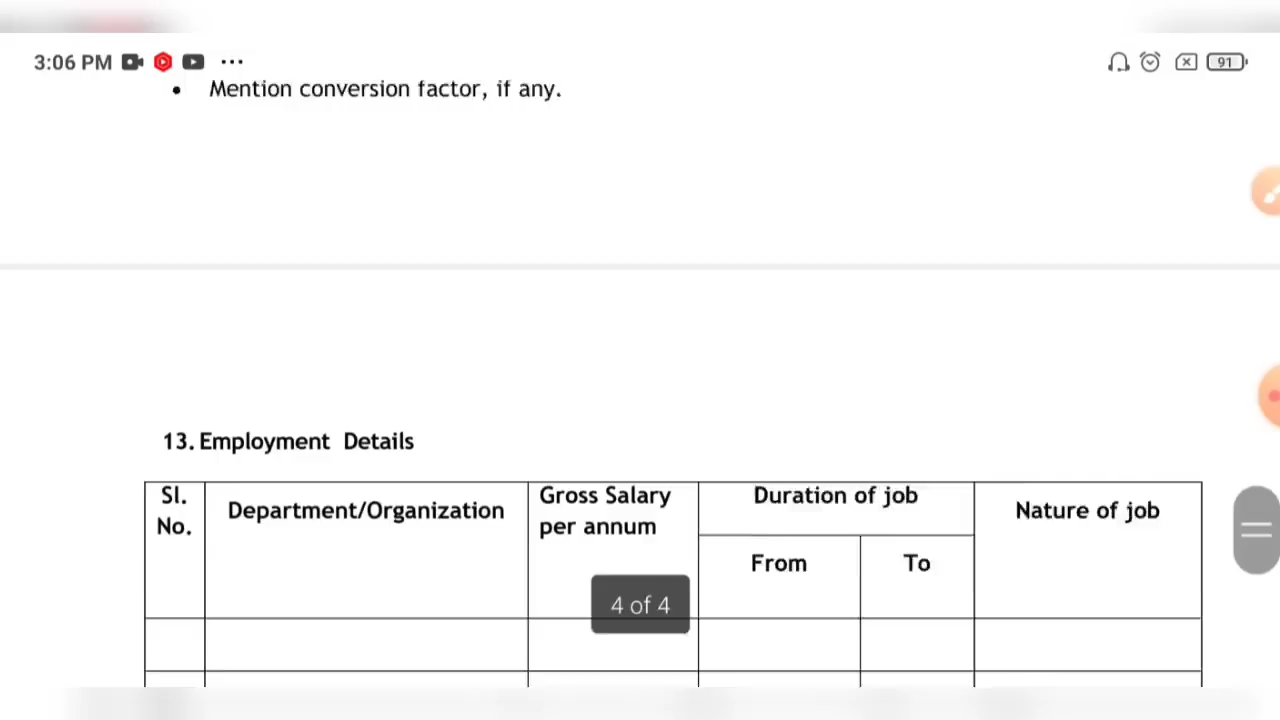 3:06 PM ... 91
• Mention conversion factor, if any.
13. Employment Details
Sl. No. Department/Organization Gross Salary per annum Duration of job Nature of job
From To
4 of 4